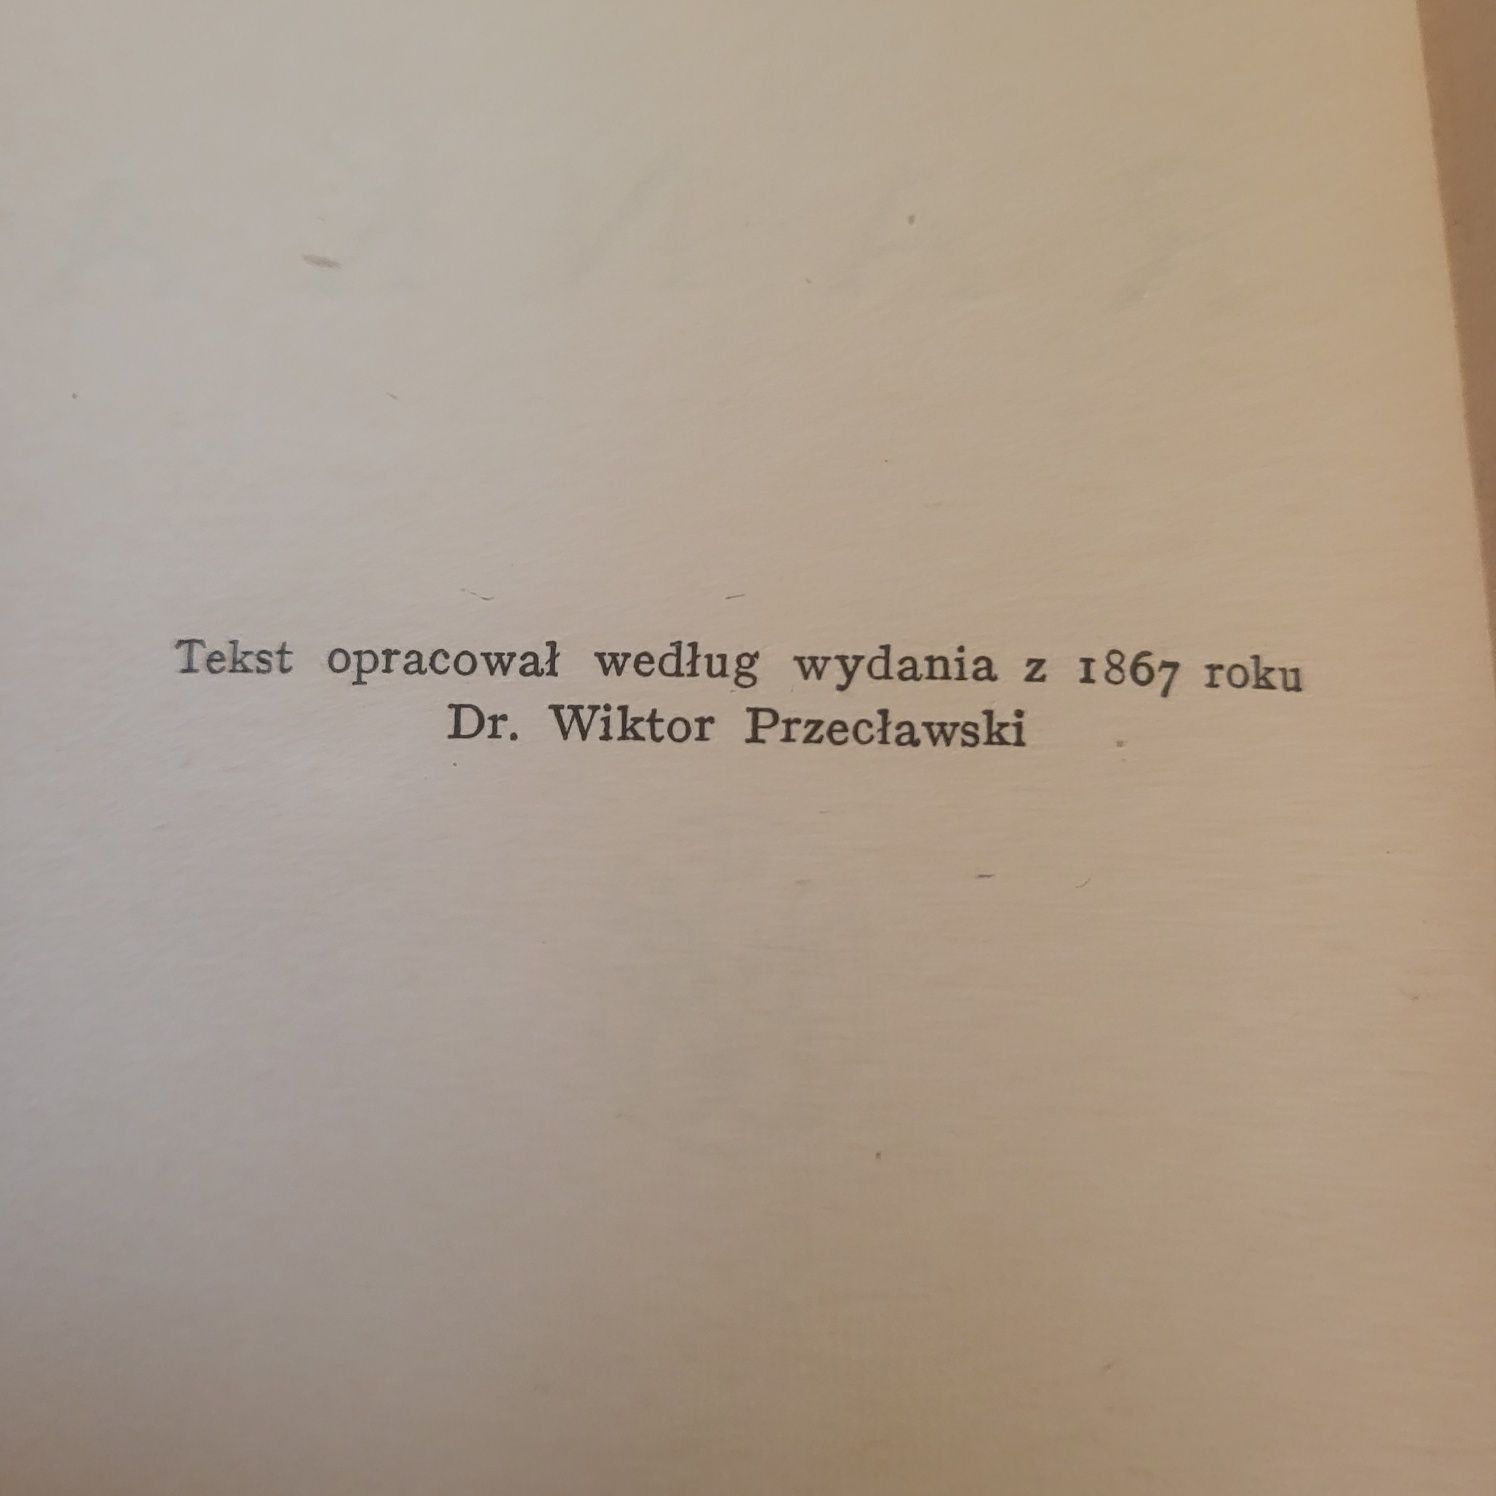 Tekst opracował według wydania z 1867 roku
Dr. Wiktor Przecławski